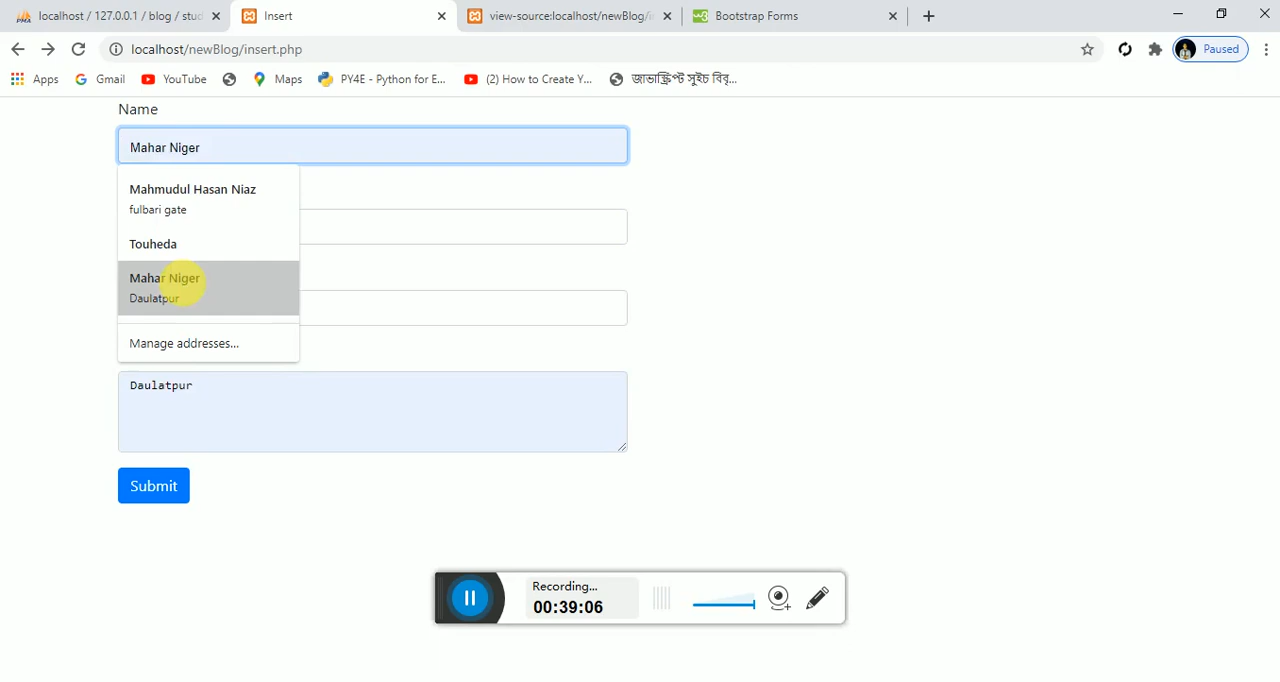 localhost / 127.0.0.1 / blog / stud
Insert
view-source:localhost/newBlog/i
Bootstrap Forms
localhost/newBlog/insert.php
Paused
Apps
Gmail
YouTube
Maps
PY4E - Python for E...
(2) How to Create Y...
জাভাস্ক্রিপ্ট সুইচ বিবৃ...
Name
Mahar Niger
Mahmudul Hasan Niaz
fulbari gate
Touheda
Mahar Niger
Daulatpur
Manage addresses...
Daulatpur
Submit
Recording...
00:39:06